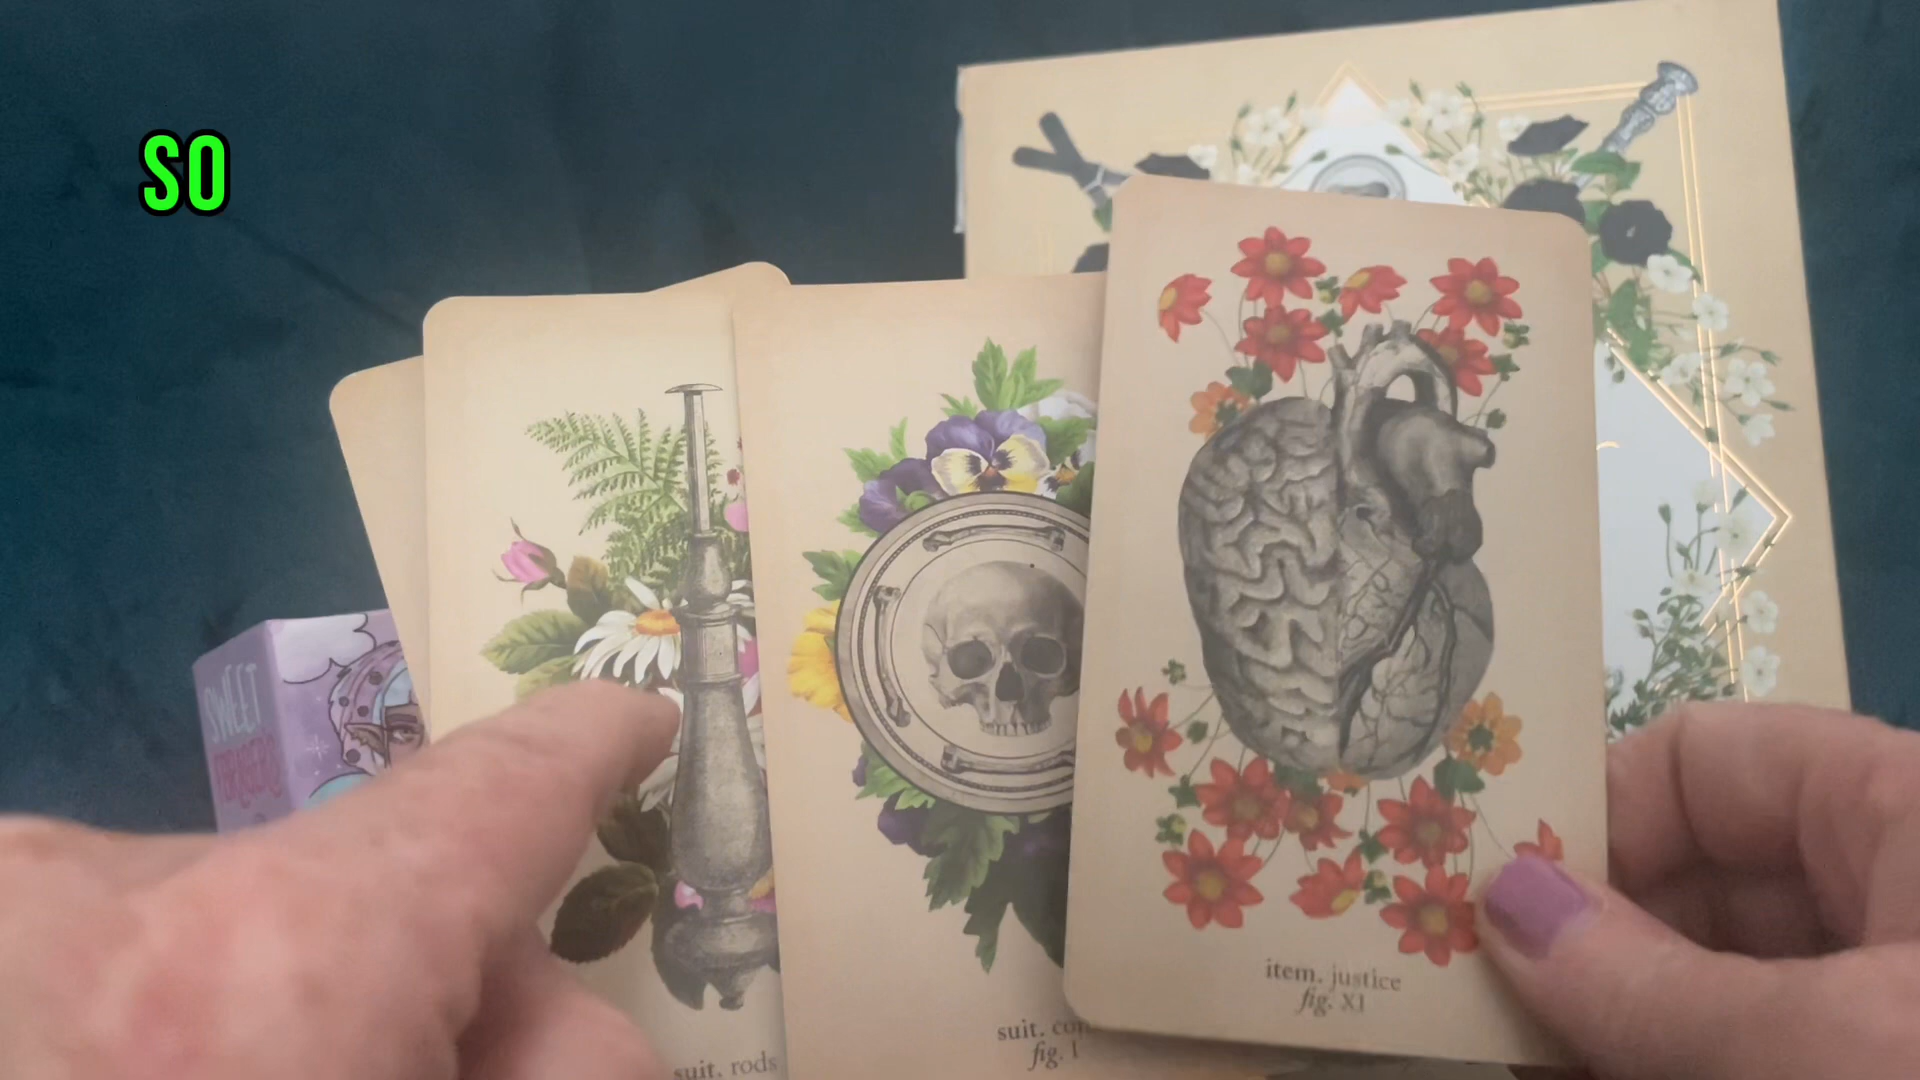 SO
SWEET
item. justice
fig. XI
suit. co
fig. I
suit. rods